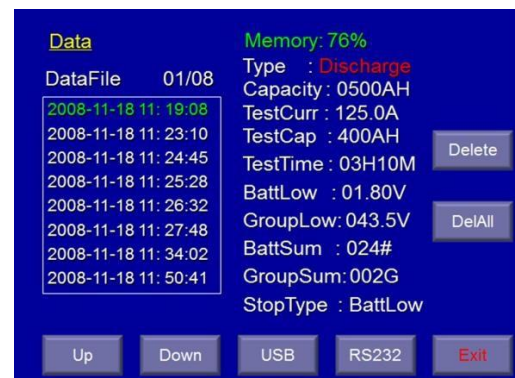 Data
DataFile 01/08
2008-11-18 11: 19:08
2008-11-18 11: 23:10
2008-11-18 11: 24:45
2008-11-18 11: 25:28
2008-11-18 11: 26:32
2008-11-18 11: 27:48
2008-11-18 11: 34:02
2008-11-18 11: 50:41
Memory: 76%
Type : Discharge
Capacity : 0500AH
TestCurr : 125.0A
TestCap : 400AH
TestTime : 03H10M
BattLow : 01.80V
GroupLow: 043.5V
BattSum : 024#
GroupSum: 002G
StopType : BattLow
Delete
DelAll
Up
Down
USB
RS232
Exit